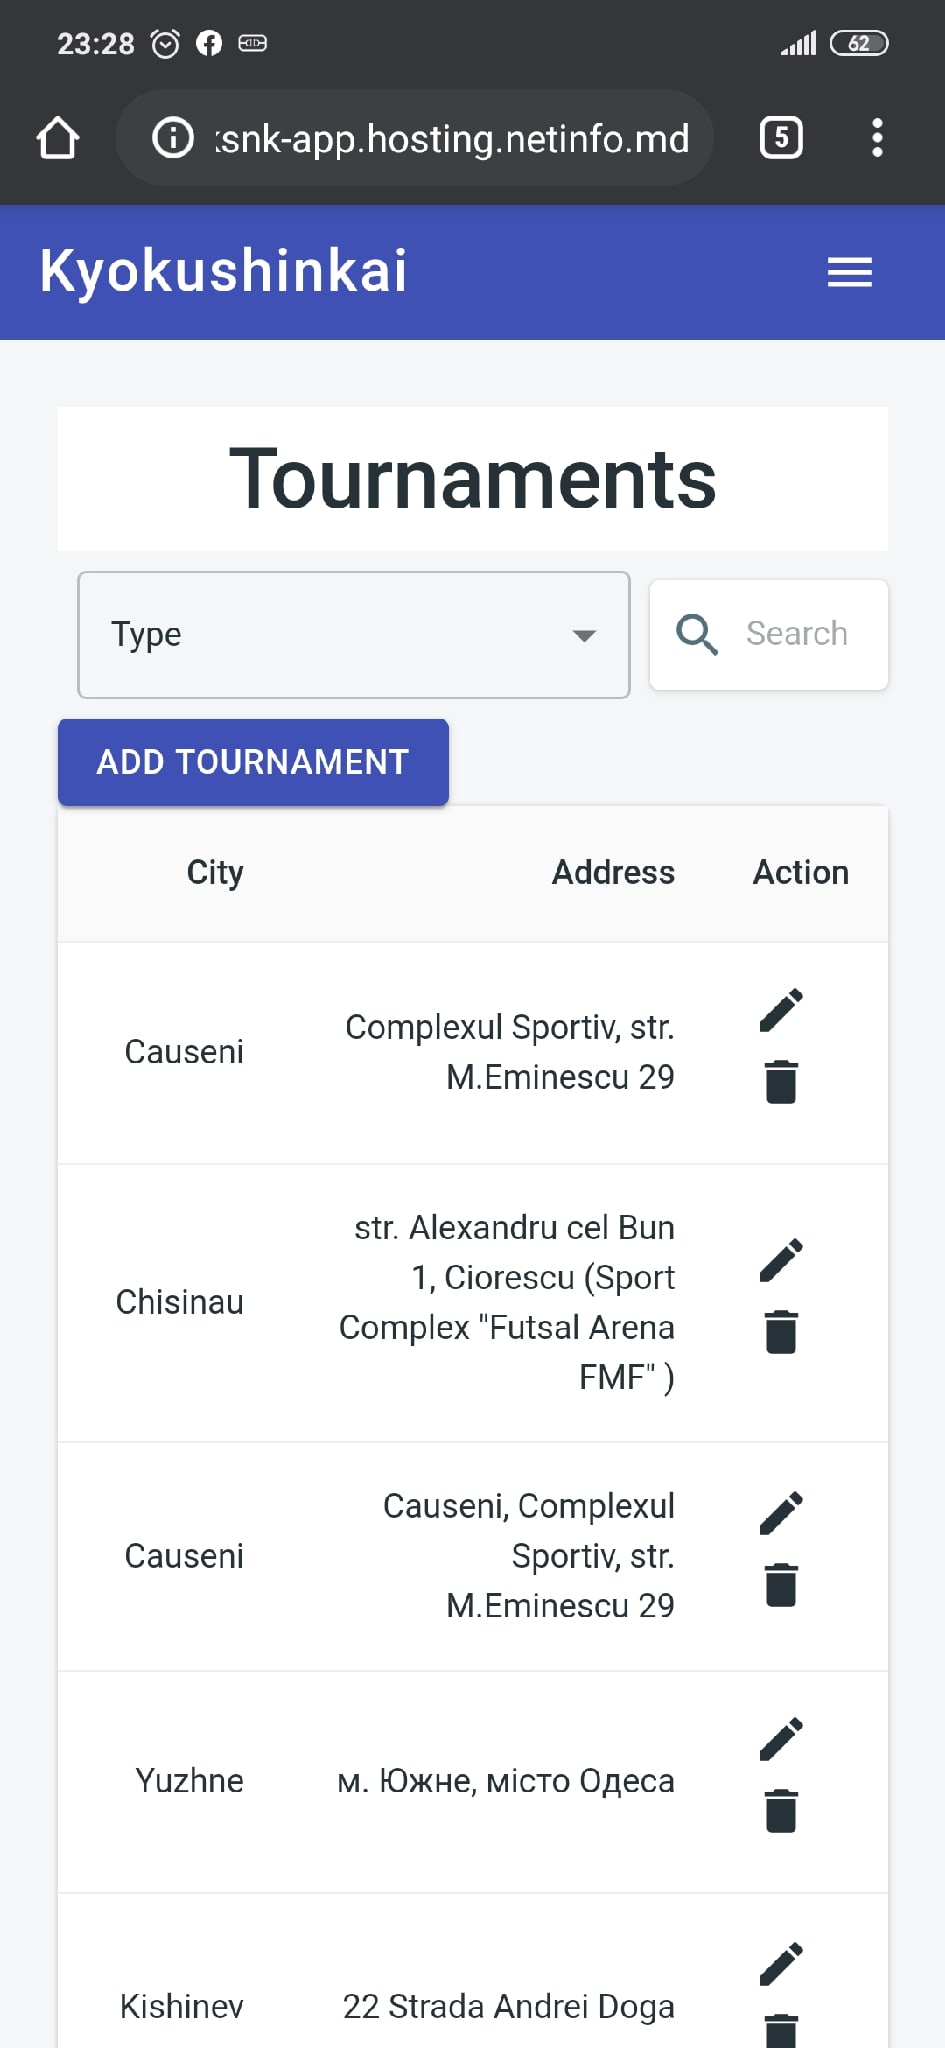 23:28
62
ksnk-app.hosting.netinfo.md
5
Kyokushinkai
Tournaments
Type
Search
ADD TOURNAMENT
City Address Action
Causeni
Complexul Sportiv, str.
M.Eminescu 29
Chisinau
str. Alexandru cel Bun
1, Ciorescu (Sport
Complex "Futsal Arena
FMF" )
Causeni
Causeni, Complexul
Sportiv, str.
M.Eminescu 29
Yuzhne
м. Южне, місто Одеса
Kishinev
22 Strada Andrei Doga